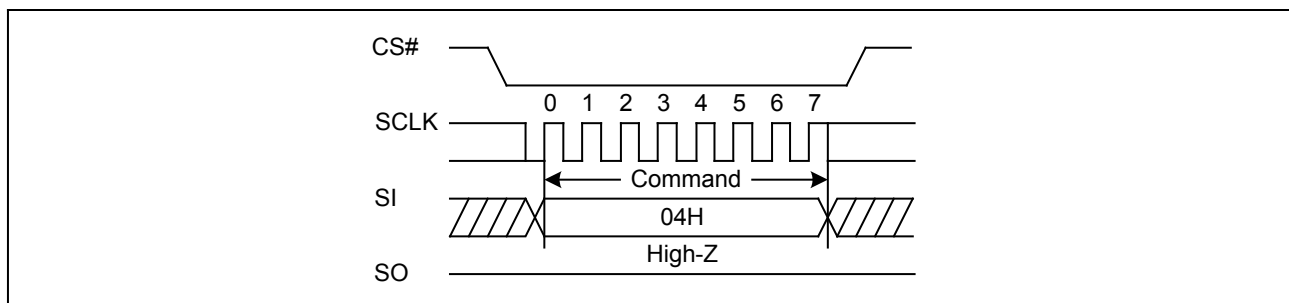 CS#
0 1 2 3 4 5 6 7
SCLK
Command
SI
04H
High-Z
SO